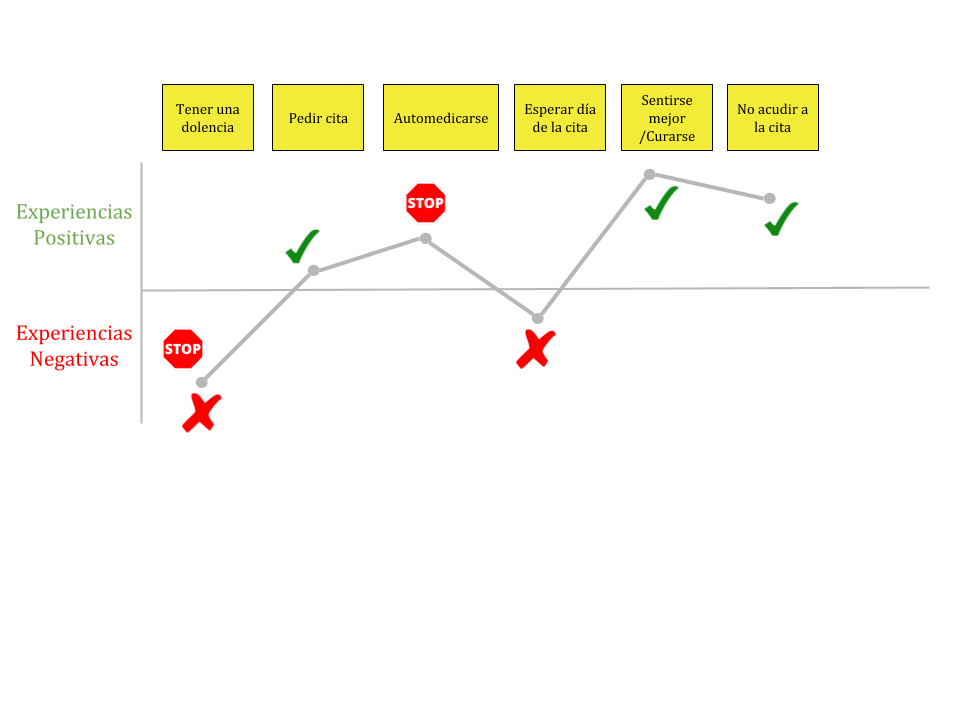 Tener una
dolencia
Pedir cita
Automedicarse
Esperar día
de la cita
Sentirse
mejor
/Curarse
No acudir a
la cita
Experiencias
Positivas
STOP
Experiencias
Negativas
STOP